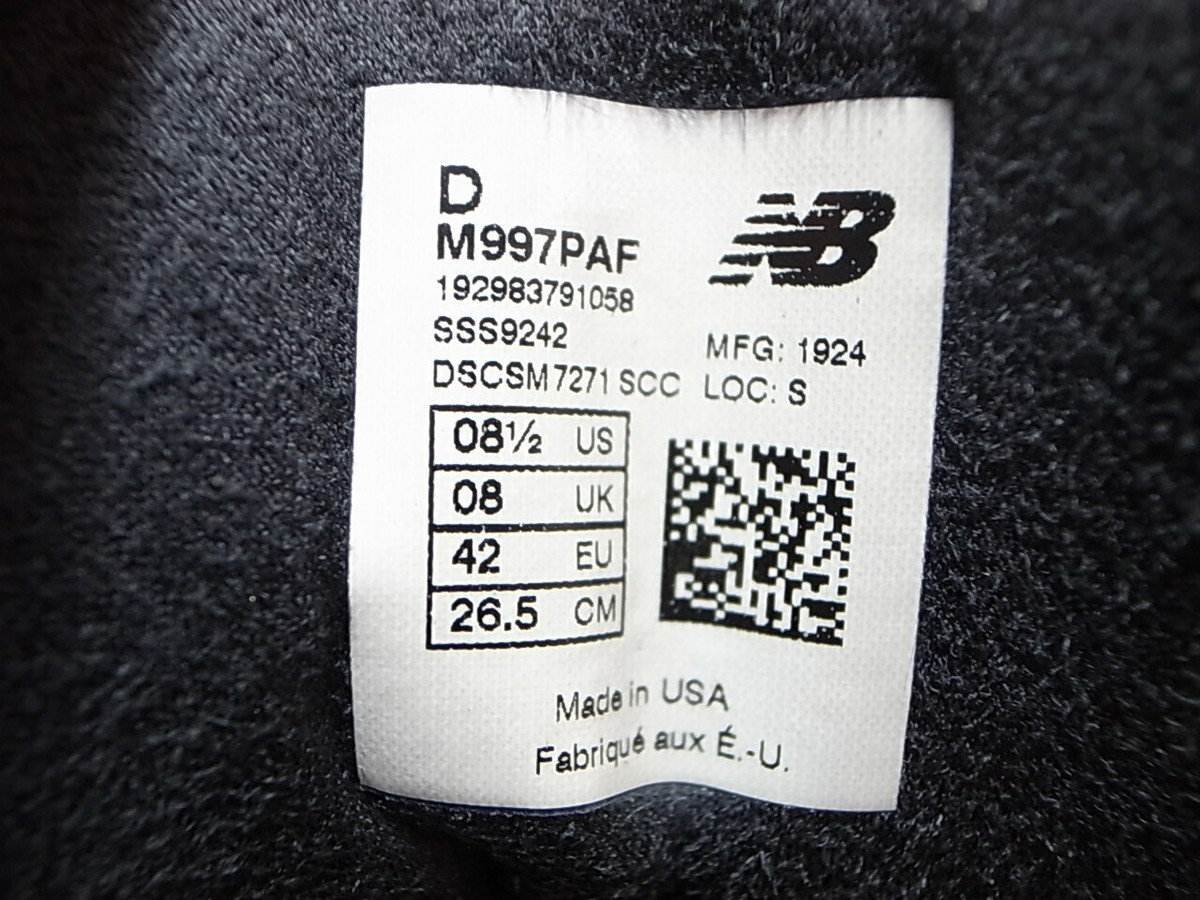 D
M997PAF
NB
192983791058
SSS9242
MFG: 1924
DSCSM7271 SCC LOC: S
08½ US
08 UK
42 EU
26.5 CM
Made in USA
Fabriqué aux É.-U.